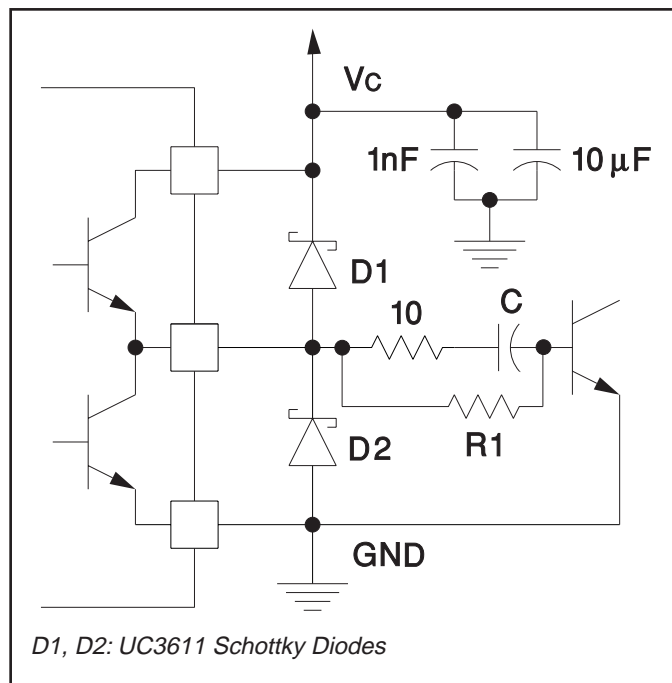 Vc
1nF
10 µF
D1
10
C
R1
D2
GND
D1, D2: UC3611 Schottky Diodes